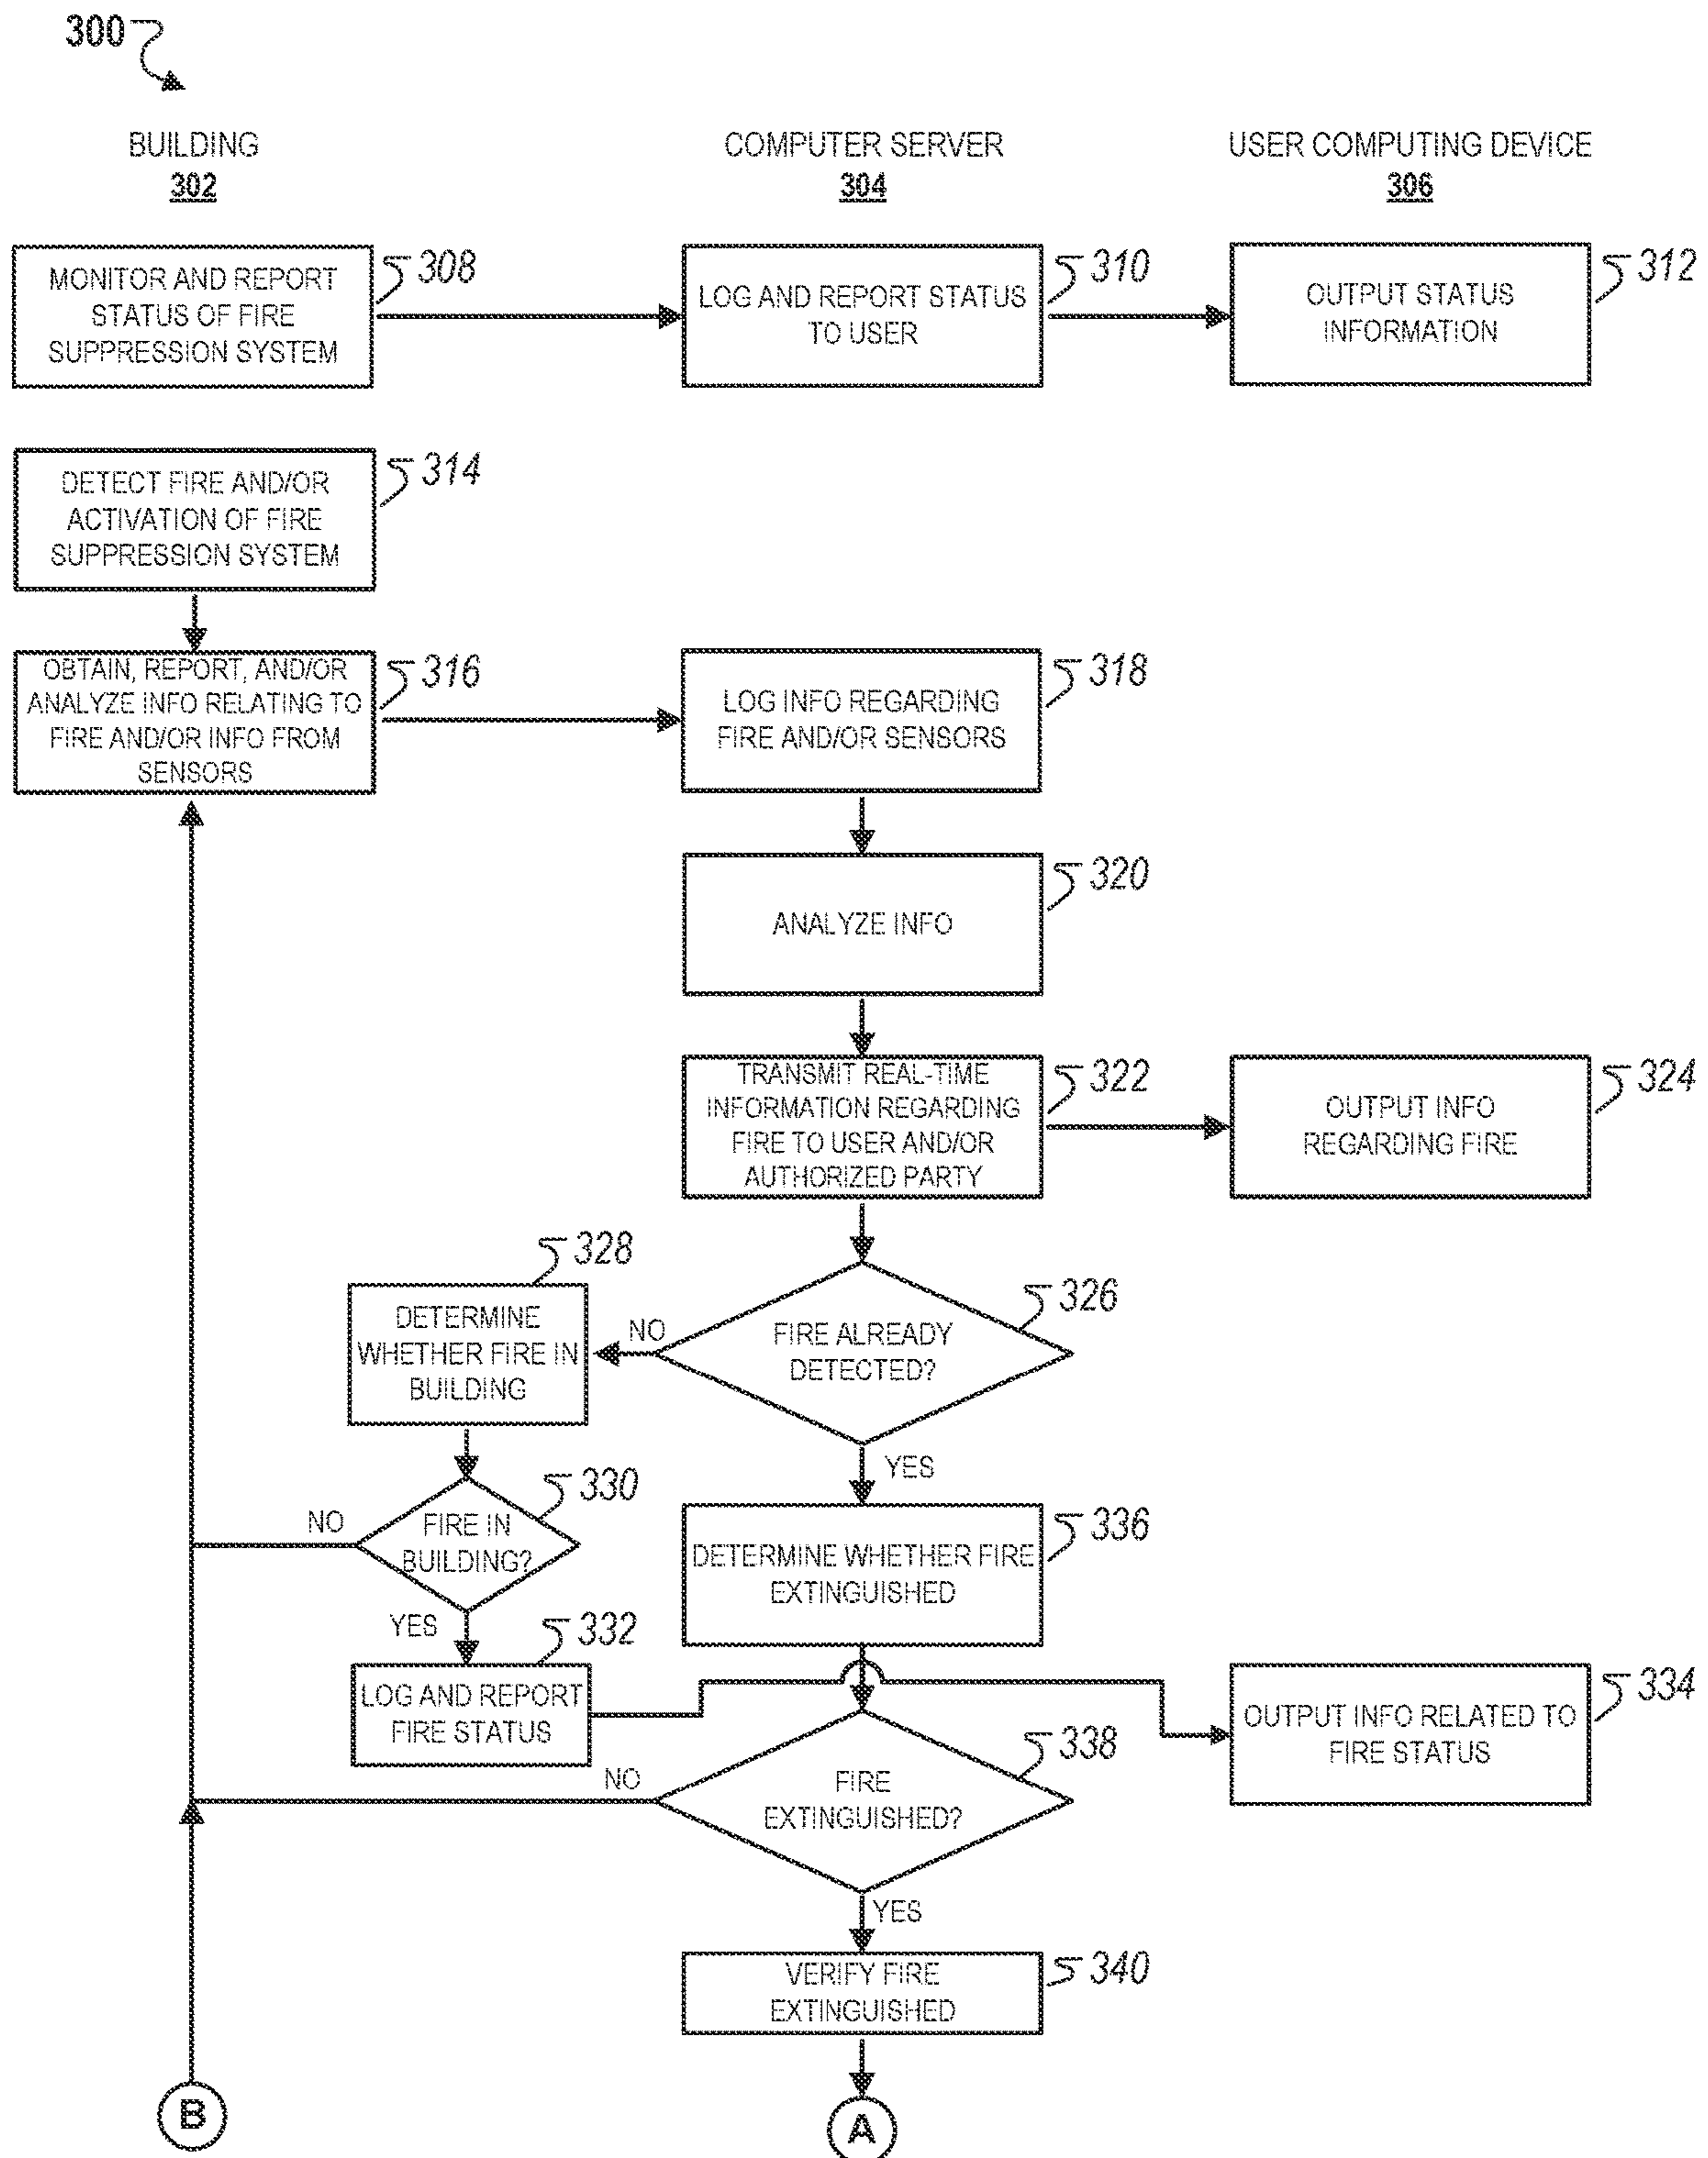 300
BUILDING
302
COMPUTER SERVER
304
USER COMPUTING DEVICE
306
MONITOR AND REPORT
STATUS OF FIRE
SUPPRESSION SYSTEM
308
LOG AND REPORT STATUS
TO USER
310
OUTPUT STATUS
INFORMATION
312
DETECT FIRE AND/OR
ACTIVATION OF FIRE
SUPPRESSION SYSTEM
314
OBTAIN, REPORT, AND/OR
ANALYZE INFO RELATING TO
FIRE AND/OR INFO FROM
SENSORS
316
LOG INFO REGARDING
FIRE AND/OR SENSORS
318
ANALYZE INFO
320
TRANSMIT REAL-TIME
INFORMATION REGARDING
FIRE TO USER AND/OR
AUTHORIZED PARTY
322
OUTPUT INFO
REGARDING FIRE
324
FIRE ALREADY
DETECTED?
326
NO
YES
DETERMINE
WHETHER FIRE IN
BUILDING
328
FIRE IN
BUILDING?
330
NO
YES
LOG AND REPORT
FIRE STATUS
332
OUTPUT INFO RELATED TO
FIRE STATUS
334
DETERMINE WHETHER FIRE
EXTINGUISHED
336
FIRE
EXTINGUISHED?
338
NO
YES
VERIFY FIRE
EXTINGUISHED
340
B
A